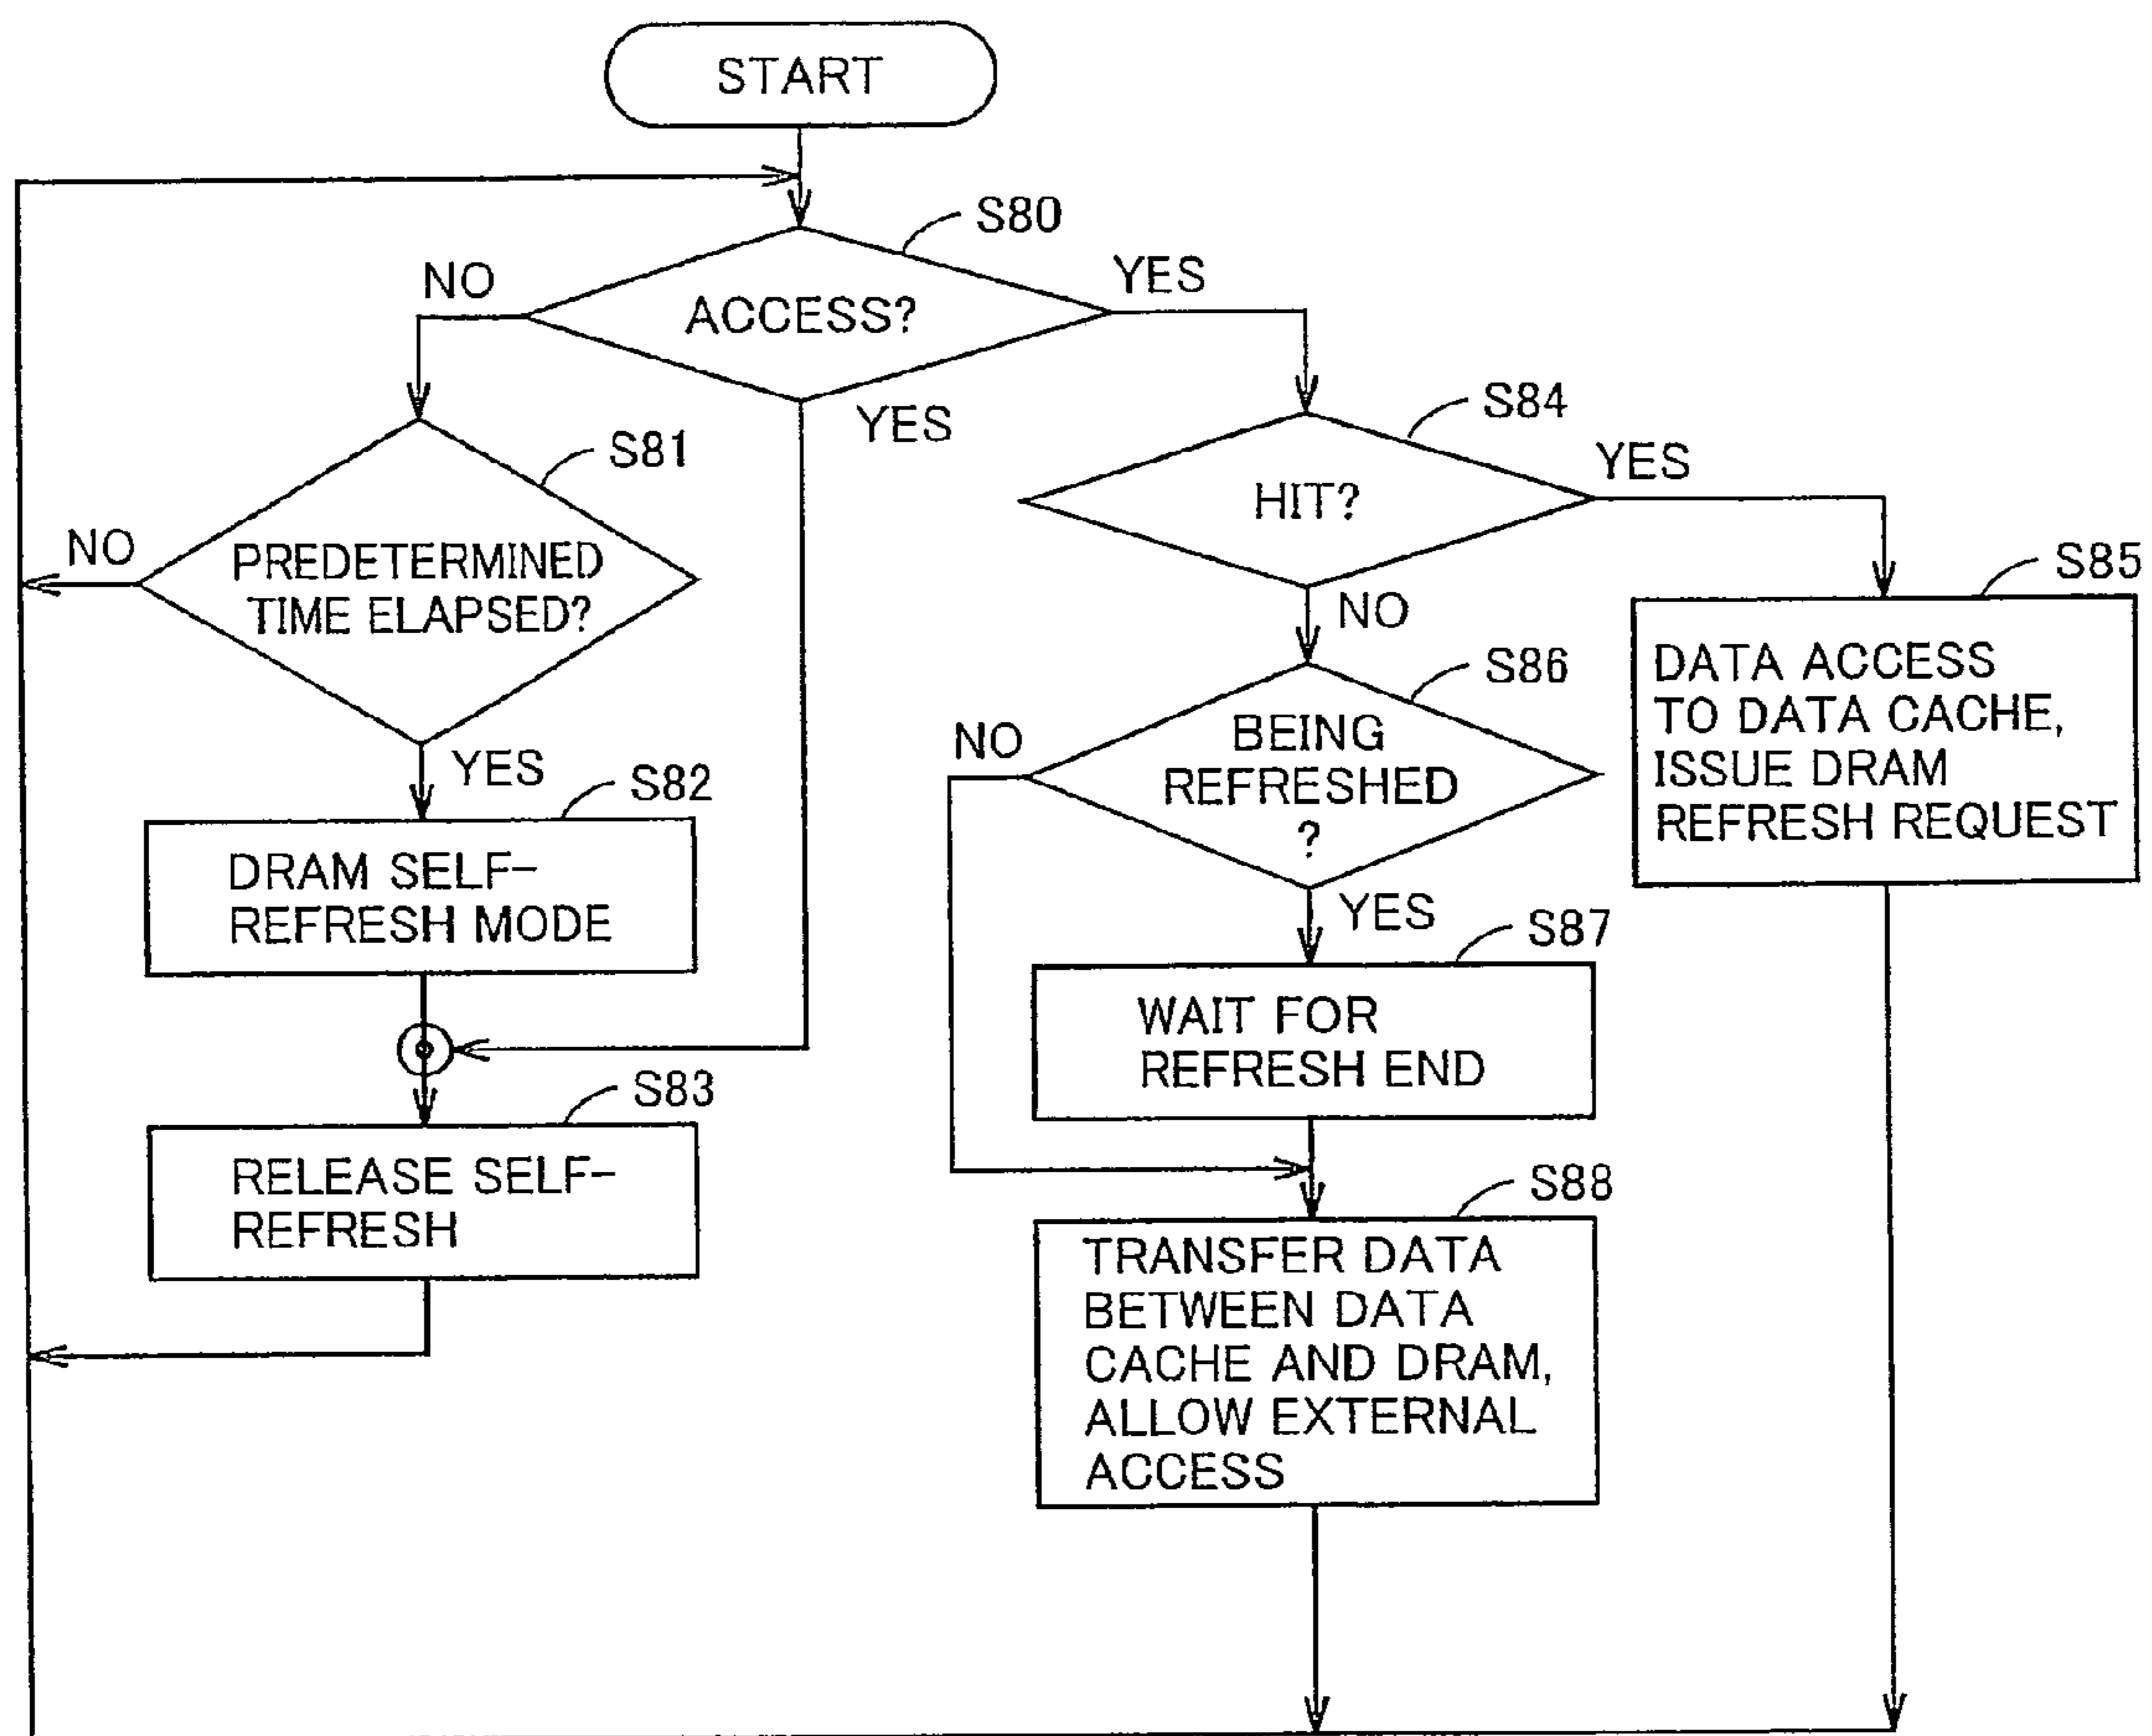 START
S80
NO
YES
ACCESS?
YES
S84
S81
YES
HIT?
NO
PREDETERMINED
TIME ELAPSED?
S85
NO
S86
DATA ACCESS
TO DATA CACHE,
ISSUE DRAM
REFRESH REQUEST
NO
BEING
REFRESHED
?
YES
S82
DRAM SELF-
REFRESH MODE
YES
S87
WAIT FOR
REFRESH END
S83
RELEASE SELF-
REFRESH
S88
TRANSFER DATA
BETWEEN DATA
CACHE AND DRAM,
ALLOW EXTERNAL
ACCESS